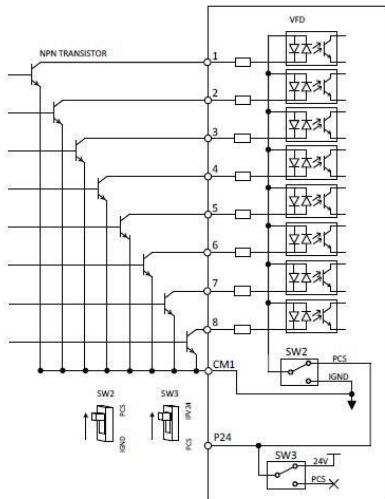 VFD
NPN TRANSISTOR
1
2
3
4
5
6
7
8
CM1
SW2
PCS
IGND
SW2
SW3
PCS
IGND
PCS
P24
SW3
24V
PCS